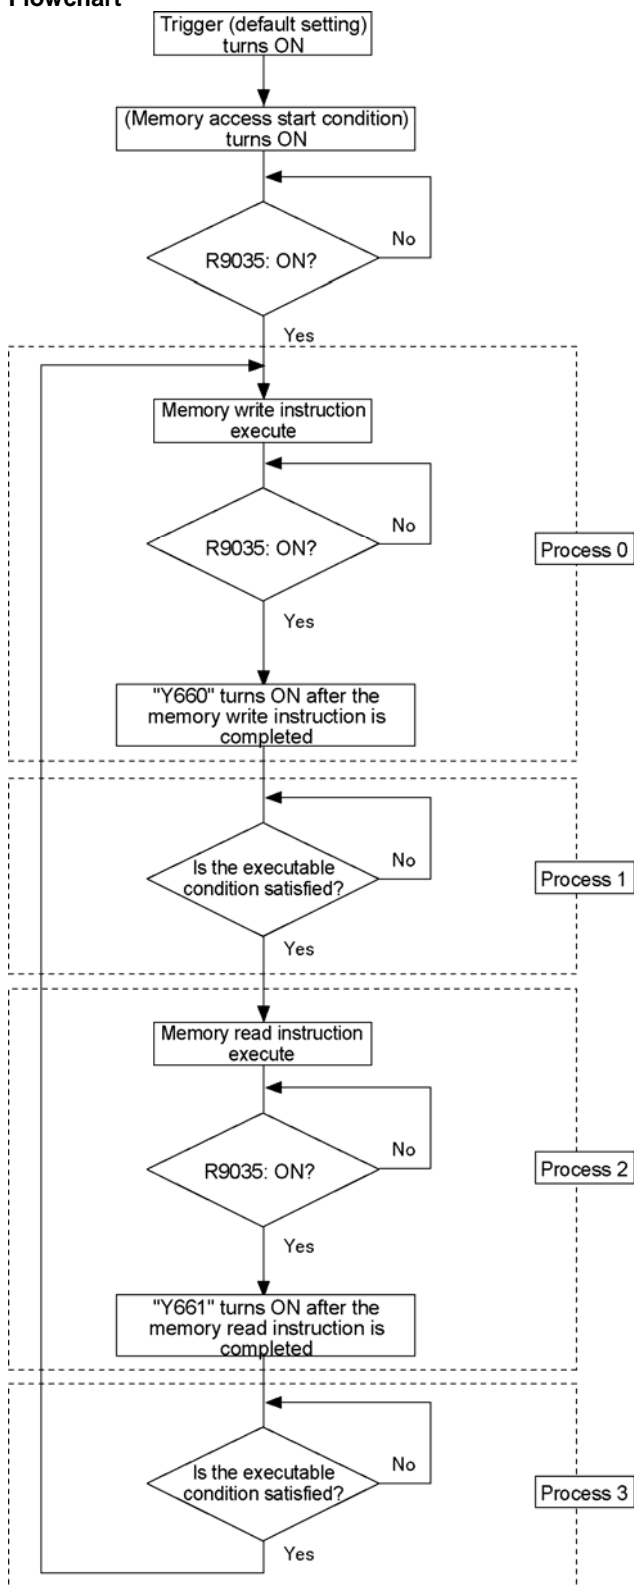 Flowchart
Trigger (default setting)
turns ON
(Memory access start condition)
turns ON
No
R9035: ON?
Yes
Memory write instruction
execute
No
R9035: ON?
Process 0
Yes
"Y660" turns ON after the
memory write instruction is
completed
Is the executable
condition satisfied?
No
Process 1
Yes
Memory read instruction
execute
No
R9035: ON?
Process 2
Yes
"Y661" turns ON after the
memory read instruction is
completed
No
Is the executable
condition satisfied?
Process 3
Yes